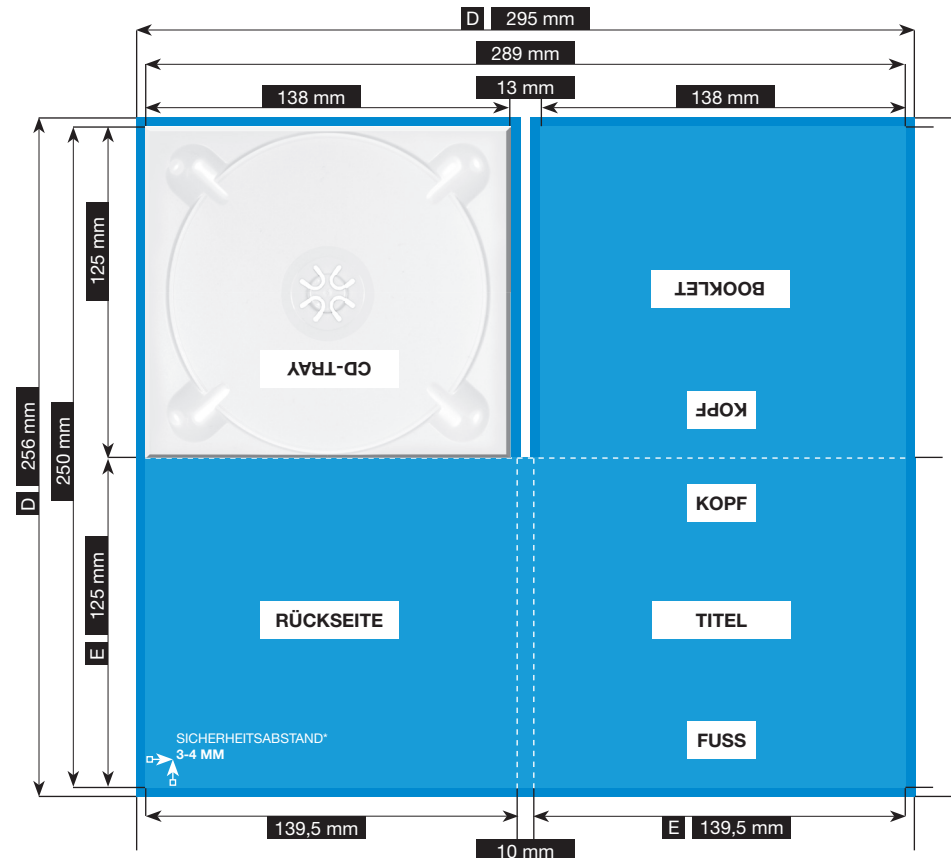 D 295 mm
289 mm
13 mm
138 mm
138 mm
125 mm
BOOKLET
CD-TRAY
KOPF
D 256 mm
250 mm
KOPF
E 125 mm
RÜCKSEITE
TITEL
SICHERHEITSABSTAND*
3-4 MM
FUSS
139,5 mm
E 139,5 mm
10 mm